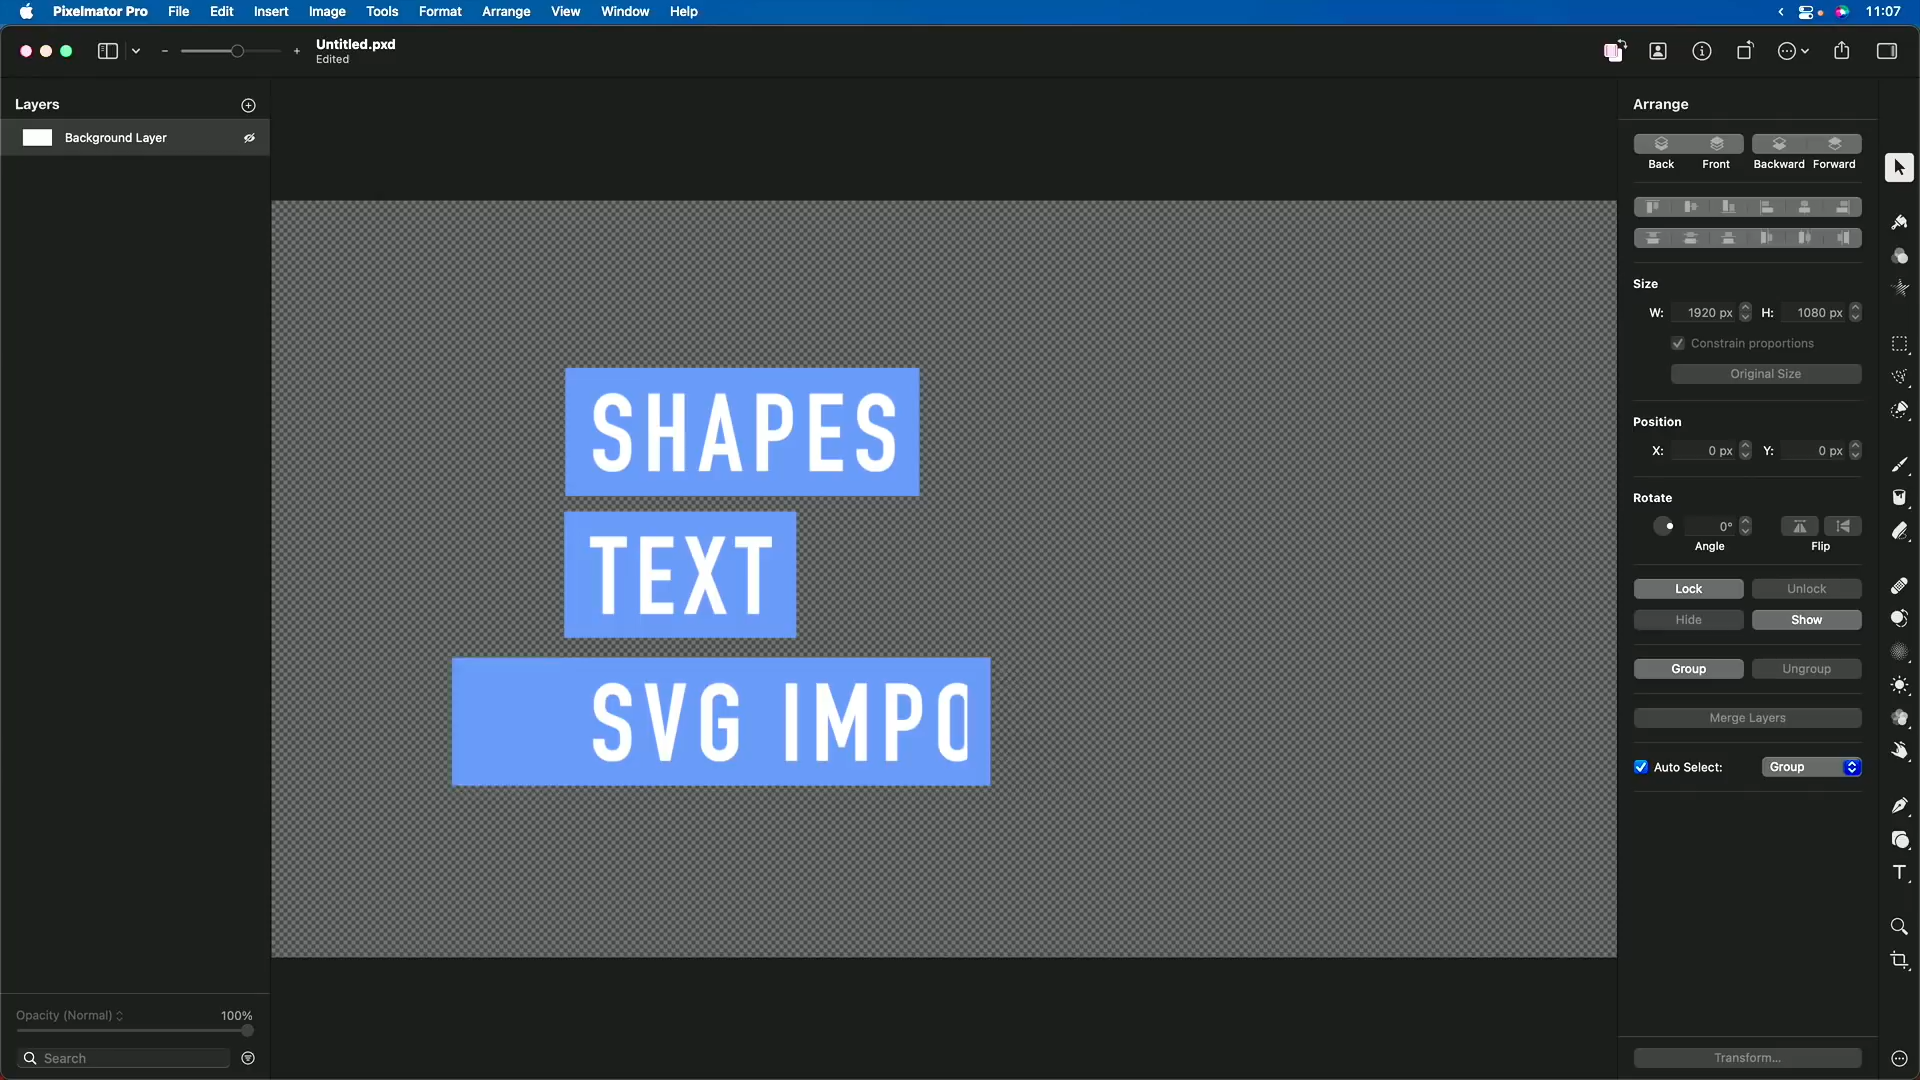 Pixelmator Pro File Edit Insert Image Tools Format Arrange View Window Help 11:07
Untitled.pxd
Edited
Layers
Background Layer
Opacity (Normal) 100%
Search
SHAPES
TEXT
SVG IMPO
Arrange
Back Front Backward Forward
Size
W: 1920 px H: 1080 px
Constrain proportions
Original Size
Position
X: 0 px Y: 0 px
Rotate
0°
Angle Flip
Lock Unlock
Hide Show
Group Ungroup
Merge Layers
Auto Select: Group
Transform...